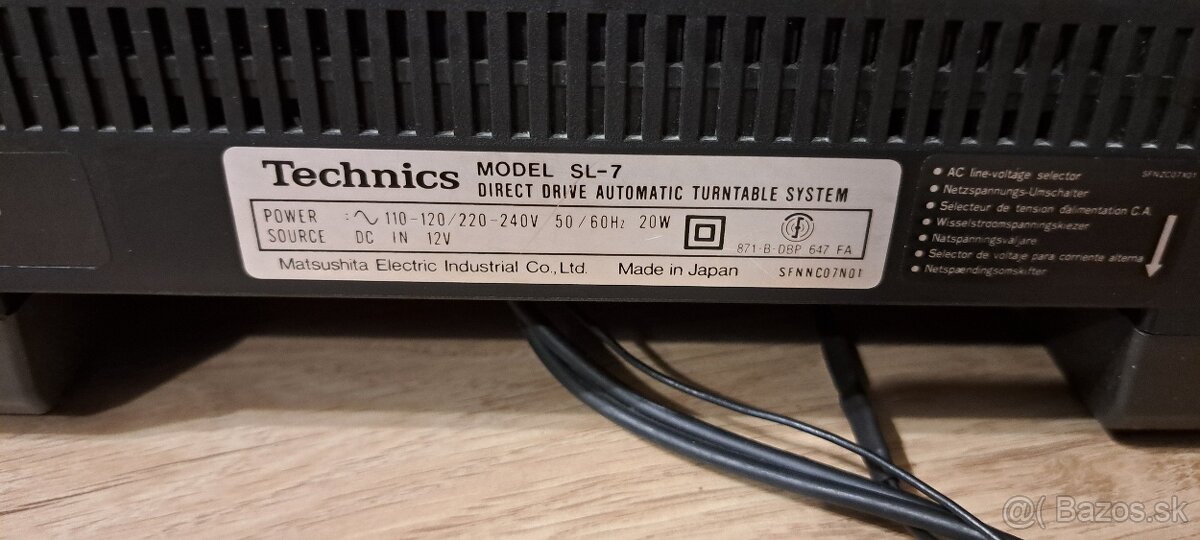 Technics MODEL SL-7
DIRECT DRIVE AUTOMATIC TURNTABLE SYSTEM
POWER SOURCE
: ∿ 110-120/220-240V 50/60Hz 20W
DC IN 12V
871-B-DBP 647 FA
Matsushita Electric Industrial Co., Ltd. Made in Japan SFNNC07N01
• AC line-voltage selector SFNZC07N01
• Netzspannungs-Umschalter
• Sélecteur de tension d'alimentation C.A.
• Wisselstroomspanningskiezer
• Nätspänningsväljare
• Selector de voltaje para corriente alterna
• Netspændingsomskifter
@( Bazos.sk